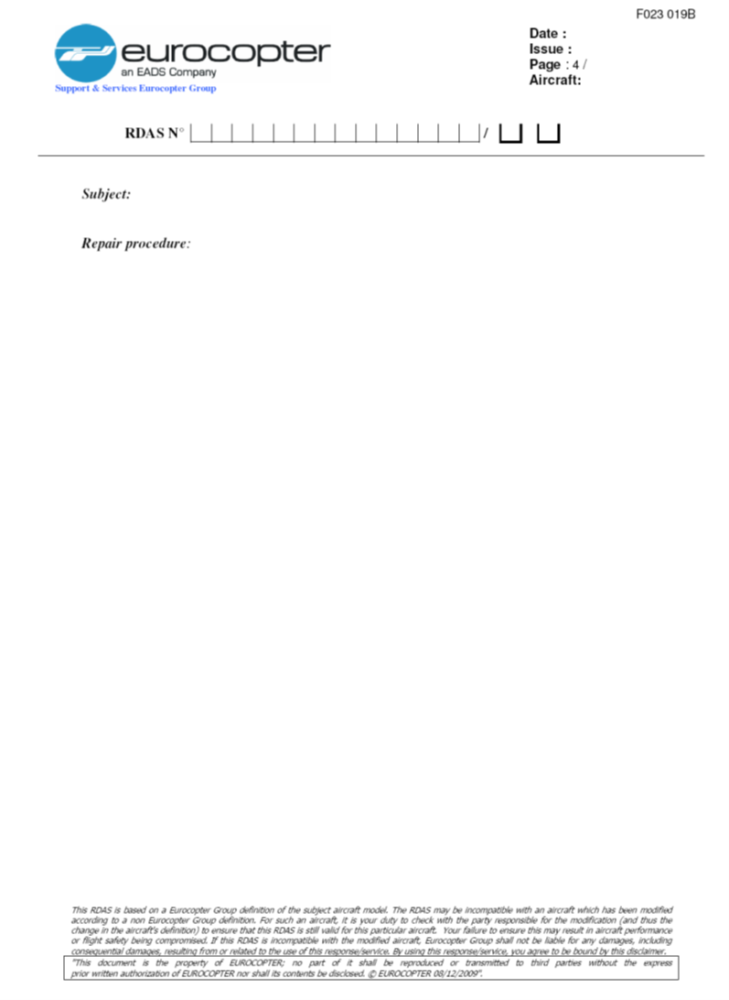 F023 019B
eurocopter
an EADS Company
Support & Services Eurocopter Group
Date :
Issue :
Page : 4 /
Aircraft:
RDAS N° / 
Subject:
Repair procedure:
This RDAS is based on a Eurocopter Group definition of the subject aircraft model. The RDAS may be incompatible with an aircraft which has been modified
according to a non Eurocopter Group definition. For such an aircraft, it is your duty to check with the party responsible for the modification (and thus the
change in the aircraft's definition) to ensure that this RDAS is still valid for this particular aircraft. Your failure to ensure this may result in aircraft performance
or flight safety being compromised. If this RDAS is incompatible with the modified aircraft, Eurocopter Group shall not be liable for any damages, including
consequential damages, resulting from or related to the use of this response/service. By using this response/service, you agree to be bound by this disclaimer.
"This document is the property of EUROCOPTER; no part of it shall be reproduced or transmitted to third parties without the express
prior written authorization of EUROCOPTER nor shall its contents be disclosed. © EUROCOPTER 08/12/2009".